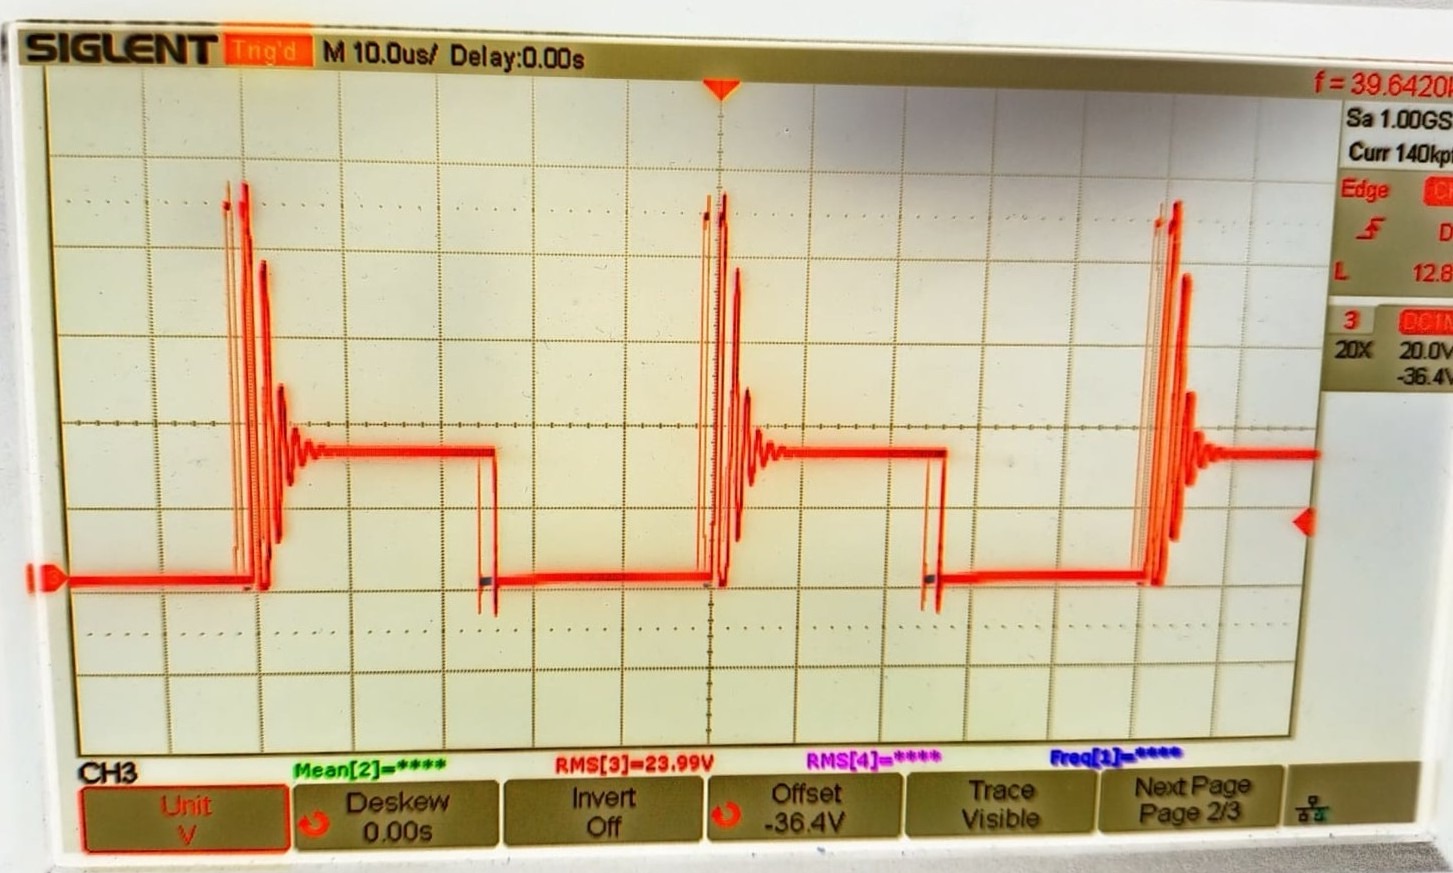 SIGLENT Trig'd M 10.0us/ Delay:0.00s
f = 39.6420
Sa 1.00GS
Curr 140kp
Edge
L 12.8
3 DC1
20X 20.0V
-36.4V
CH3 Mean[2]=**** RMS[3]=23.99V RMS[4]=**** Freq[1]=****
Unit
V
Deskew
0.00s
Invert
Off
Offset
-36.4V
Trace
Visible
Next Page
Page 2/3